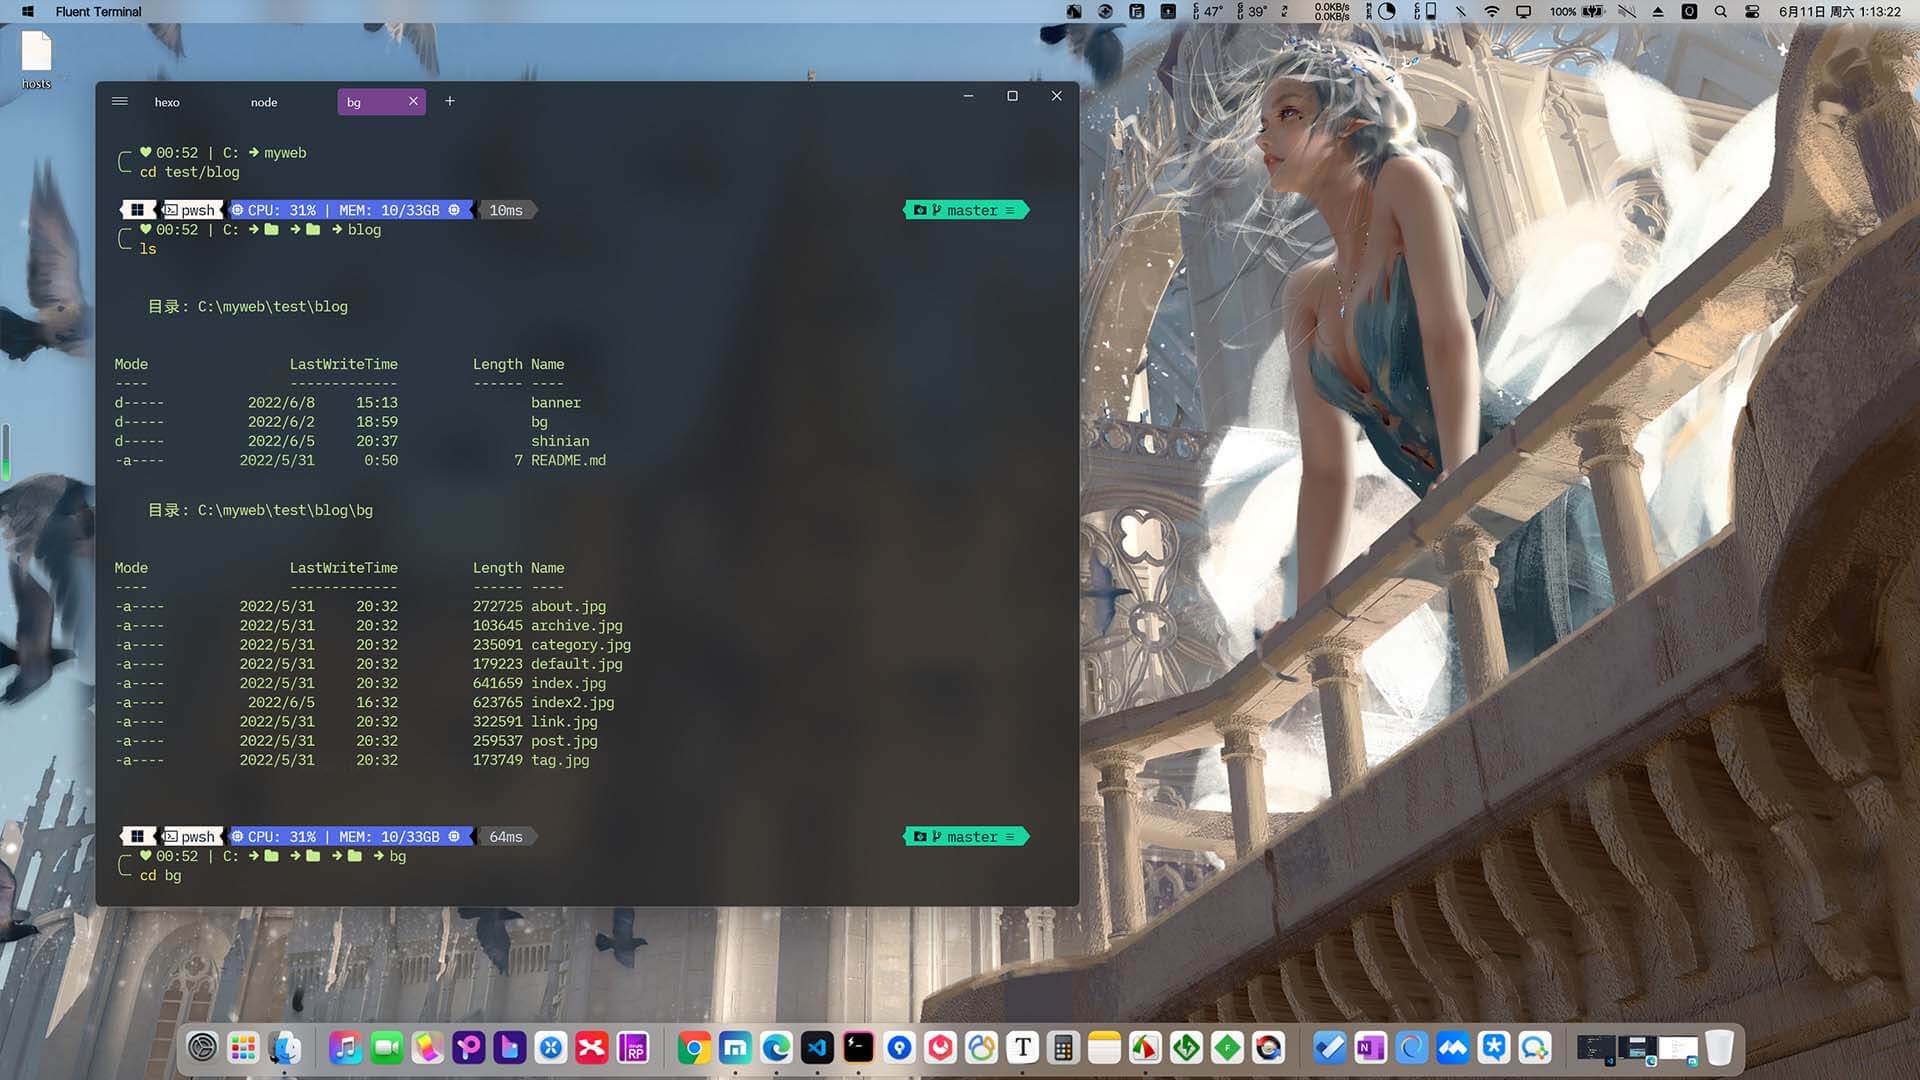 Fluent Terminal
CPU 47° GPU 39° 0.0KB/s
0.0KB/s
MEM CPU 100% 6月11日 周六 1:13:22
hosts
hexo node bg
00:52 | C: ➜ myweb
cd test/blog
pwsh CPU: 31% | MEM: 10/33GB 10ms master ≡
00:52 | C: ➜ ➜ ➜ blog
ls
目录: C:\myweb\test\blog
Mode LastWriteTime Length Name
---- ------------- ------ ----
d----- 2022/6/8 15:13 banner
d----- 2022/6/2 18:59 bg
d----- 2022/6/5 20:37 shinian
-a---- 2022/5/31 0:50 7 README.md
目录: C:\myweb\test\blog\bg
Mode LastWriteTime Length Name
---- ------------- ------ ----
-a---- 2022/5/31 20:32 272725 about.jpg
-a---- 2022/5/31 20:32 103645 archive.jpg
-a---- 2022/5/31 20:32 235091 category.jpg
-a---- 2022/5/31 20:32 179223 default.jpg
-a---- 2022/5/31 20:32 641659 index.jpg
-a---- 2022/6/5 16:32 623765 index2.jpg
-a---- 2022/5/31 20:32 322591 link.jpg
-a---- 2022/5/31 20:32 259537 post.jpg
-a---- 2022/5/31 20:32 173749 tag.jpg
pwsh CPU: 31% | MEM: 10/33GB 64ms master ≡
00:52 | C: ➜ ➜ ➜ ➜ bg
cd bg
RP
T
N